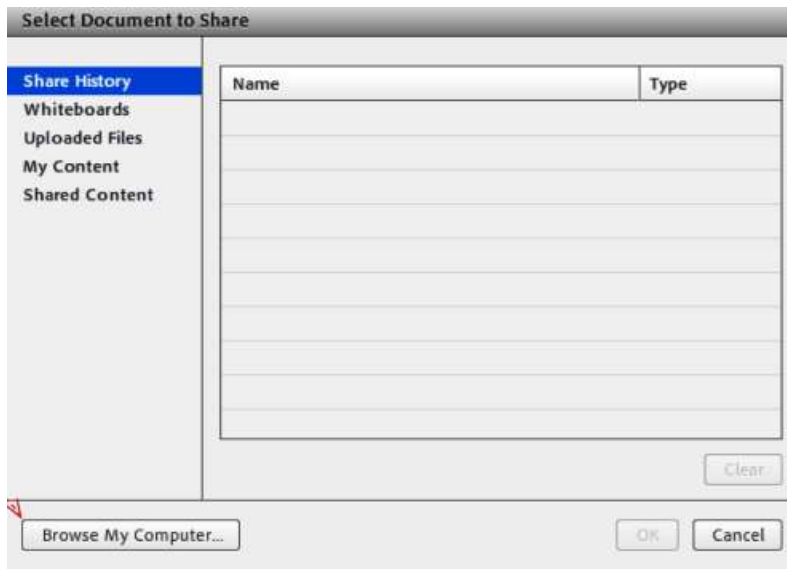 Select Document to Share
Share History
Whiteboards
Uploaded Files
My Content
Shared Content
Name Type
Clear
Browse My Computer... OK Cancel